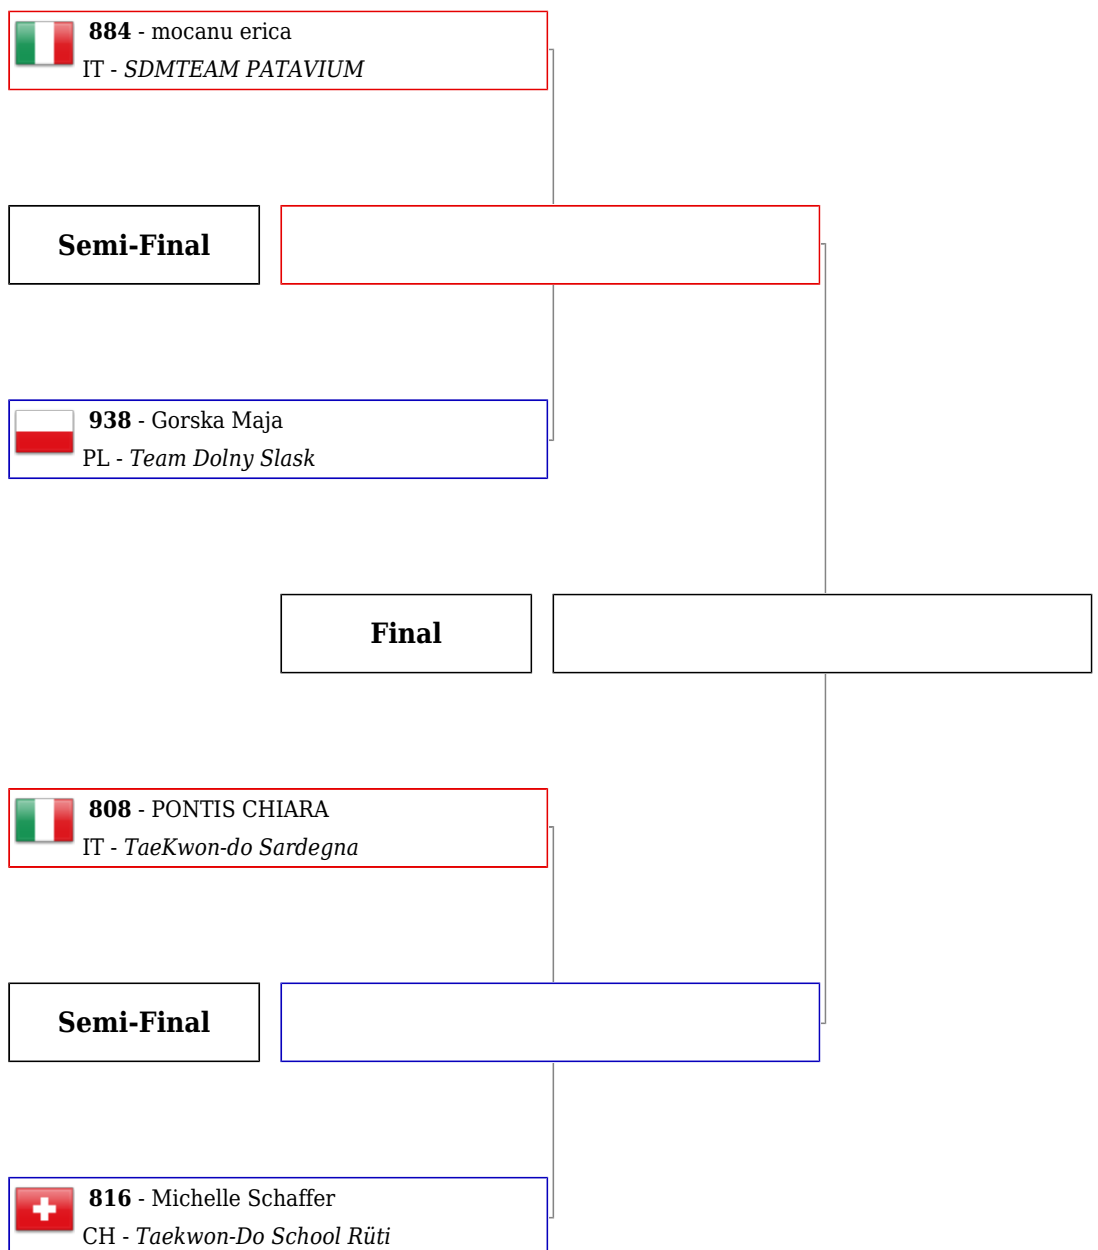 884 - mocanu erica
IT - SDMTEAM PATAVIUM
Semi-Final
938 - Gorska Maja
PL - Team Dolny Slask
Final
808 - PONTIS CHIARA
IT - TaeKwon-do Sardegna
Semi-Final
816 - Michelle Schaffer
CH - Taekwon-Do School Rüti